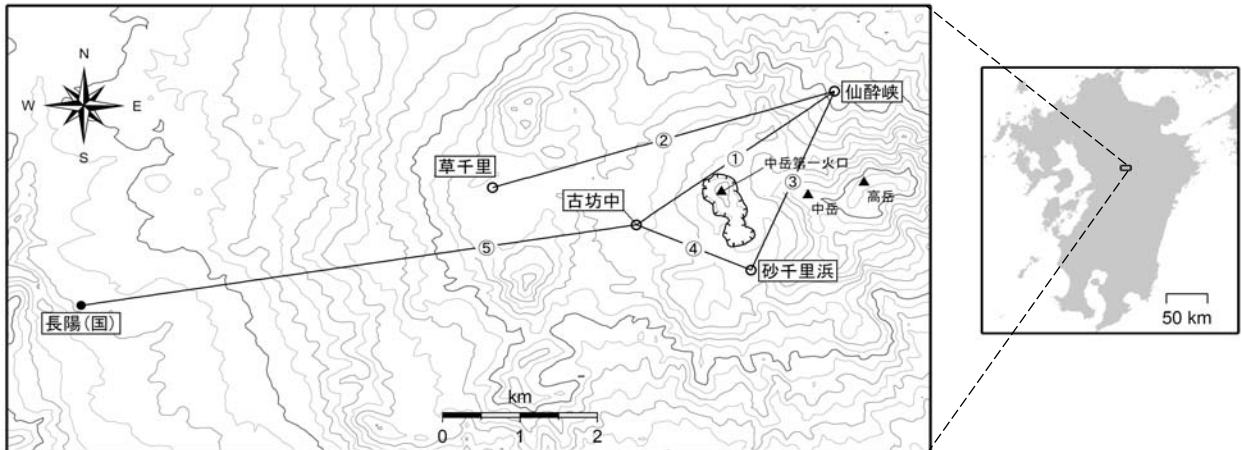 N
W E
S
仙酔峡
②
草千里
①
中岳第一火口
③
高岳
中岳
古坊中
④
⑤
砂千里浜
長陽(国)
km
0 1 2
50 km